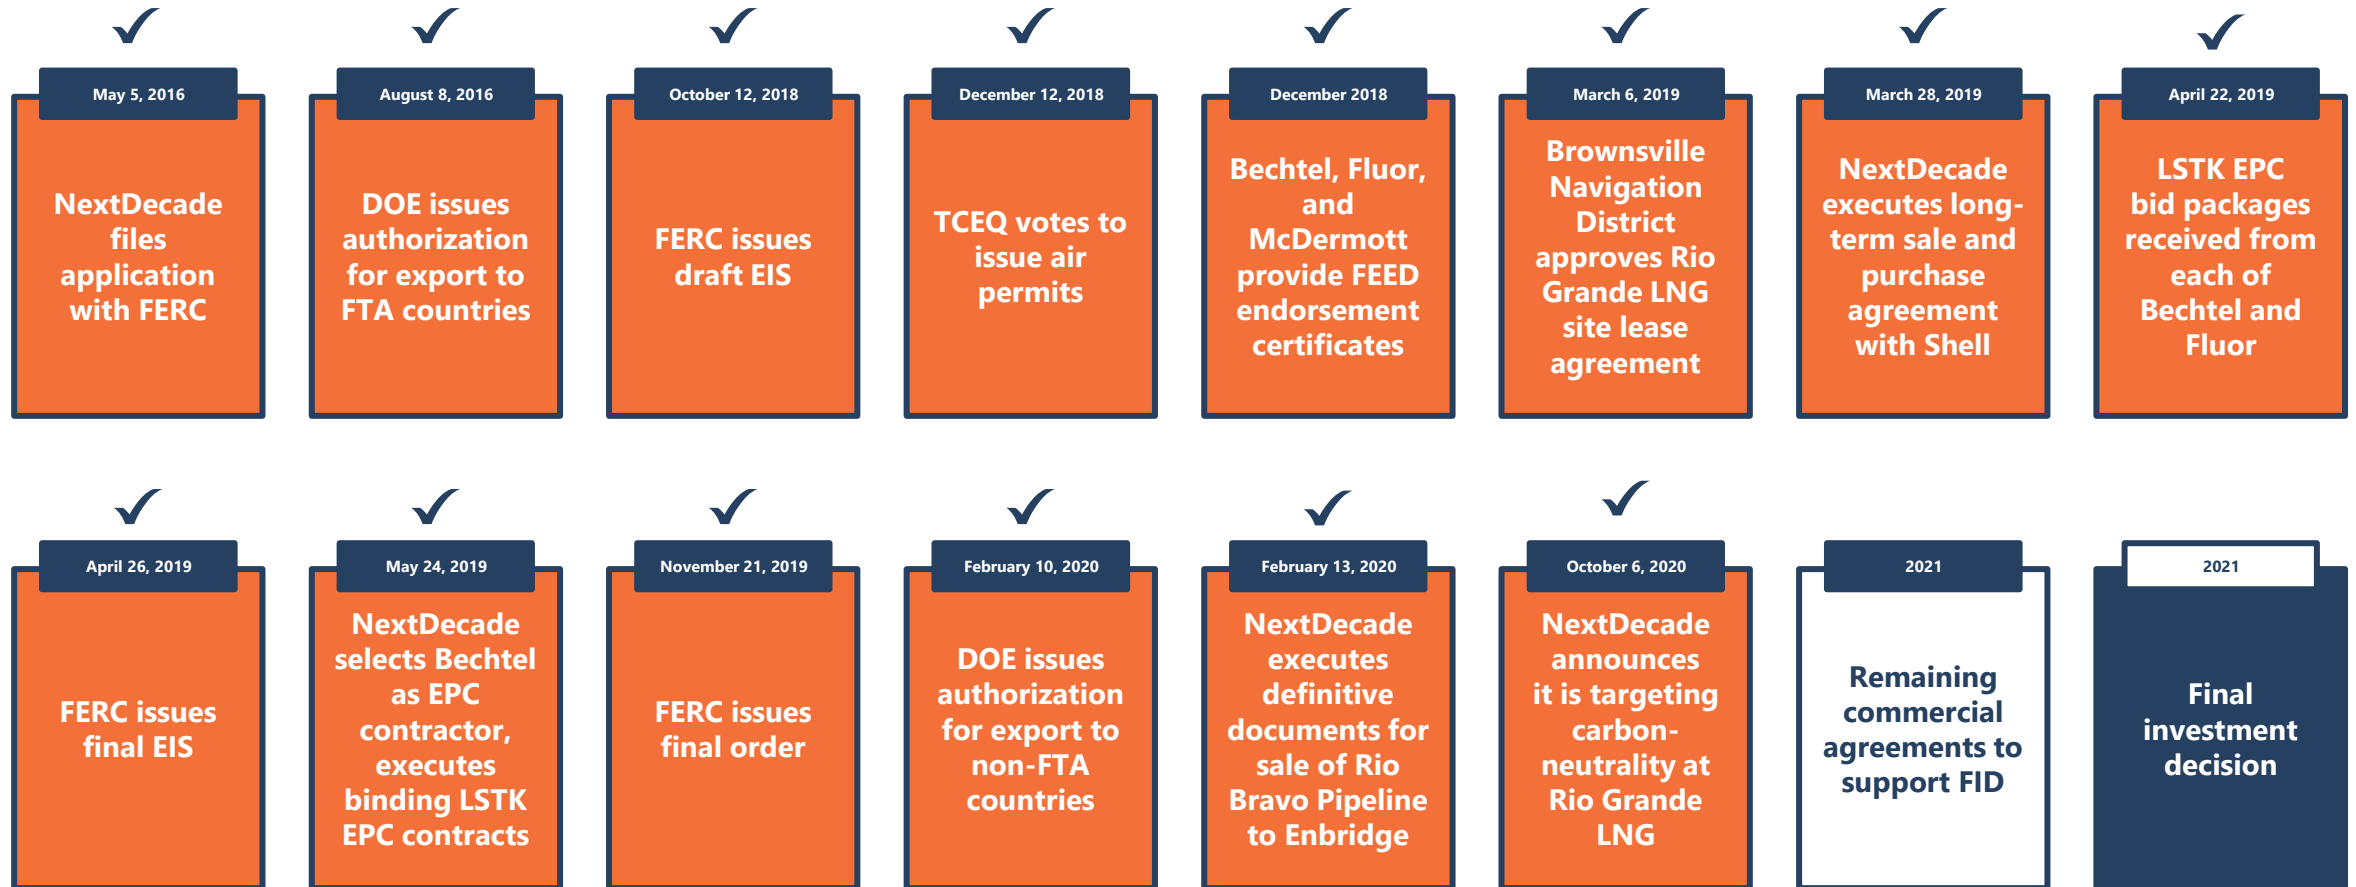 May 5, 2016
NextDecade
files
application
with FERC
August 8, 2016
DOE issues
authorization
for export to
FTA countries
October 12, 2018
FERC issues
draft EIS
December 12, 2018
TCEQ votes to
issue air
permits
December 2018
Bechtel, Fluor,
and
McDermott
provide FEED
endorsement
certificates
March 6, 2019
Brownsville
Navigation
District
approves Rio
Grande LNG
site lease
agreement
March 28, 2019
NextDecade
executes long-
term sale and
purchase
agreement
with Shell
April 22, 2019
LSTK EPC
bid packages
received from
each of
Bechtel and
Fluor
April 26, 2019
FERC issues
final EIS
May 24, 2019
NextDecade
selects Bechtel
as EPC
contractor,
executes
binding LSTK
EPC contracts
November 21, 2019
FERC issues
final order
February 10, 2020
DOE issues
authorization
for export to
non-FTA
countries
February 13, 2020
NextDecade
executes
definitive
documents for
sale of Rio
Bravo Pipeline
to Enbridge
October 6, 2020
NextDecade
announces
it is targeting
carbon-
neutrality at
Rio Grande
LNG
2021
Remaining
commercial
agreements to
support FID
2021
Final
investment
decision